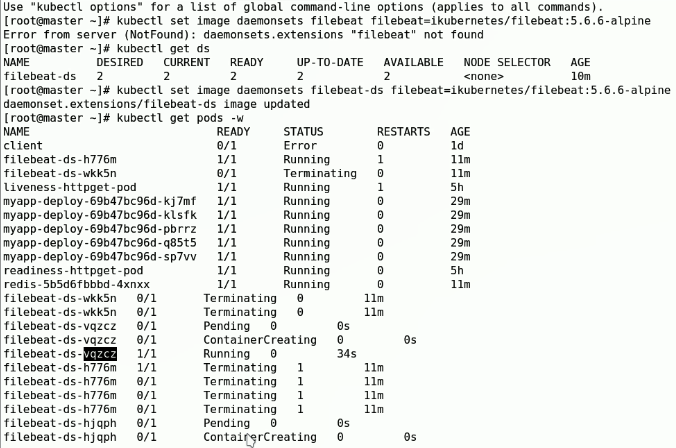 Use "kubectl options" for a list of global command-line options (applies to all commands).
[root@master ~]# kubectl set image daemonsets filebeat filebeat=ikubernetes/filebeat:5.6.6-alpine
Error from server (NotFound): daemonsets.extensions "filebeat" not found
[root@master ~]# kubectl get ds
NAME DESIRED CURRENT READY UP-TO-DATE AVAILABLE NODE SELECTOR AGE
filebeat-ds 2 2 2 2 2 <none> 10m
[root@master ~]# kubectl set image daemonsets filebeat-ds filebeat=ikubernetes/filebeat:5.6.6-alpine
daemonset.extensions/filebeat-ds image updated
[root@master ~]# kubectl get pods -w
NAME READY STATUS RESTARTS AGE
client 0/1 Error 0 1d
filebeat-ds-h776m 1/1 Running 1 11m
filebeat-ds-wkk5n 0/1 Terminating 0 11m
liveness-httpget-pod 1/1 Running 1 5h
myapp-deploy-69b47bc96d-kj7mf 1/1 Running 0 29m
myapp-deploy-69b47bc96d-klsfk 1/1 Running 0 29m
myapp-deploy-69b47bc96d-pbrrz 1/1 Running 0 29m
myapp-deploy-69b47bc96d-q85t5 1/1 Running 0 29m
myapp-deploy-69b47bc96d-sp7vv 1/1 Running 0 29m
readiness-httpget-pod 1/1 Running 0 5h
redis-5b5d6fbbbd-4xnxx 1/1 Running 0 11m
filebeat-ds-wkk5n 0/1 Terminating 0 11m
filebeat-ds-wkk5n 0/1 Terminating 0 11m
filebeat-ds-vqzcz 0/1 Pending 0 0s
filebeat-ds-vqzcz 0/1 ContainerCreating 0 0s
filebeat-ds-vqzcz 1/1 Running 0 34s
filebeat-ds-h776m 1/1 Terminating 1 11m
filebeat-ds-h776m 0/1 Terminating 1 11m
filebeat-ds-h776m 0/1 Terminating 1 11m
filebeat-ds-h776m 0/1 Terminating 1 11m
filebeat-ds-hjqph 0/1 Pending 0 0s
filebeat-ds-hjqph 0/1 ContainerCreating 0 0s